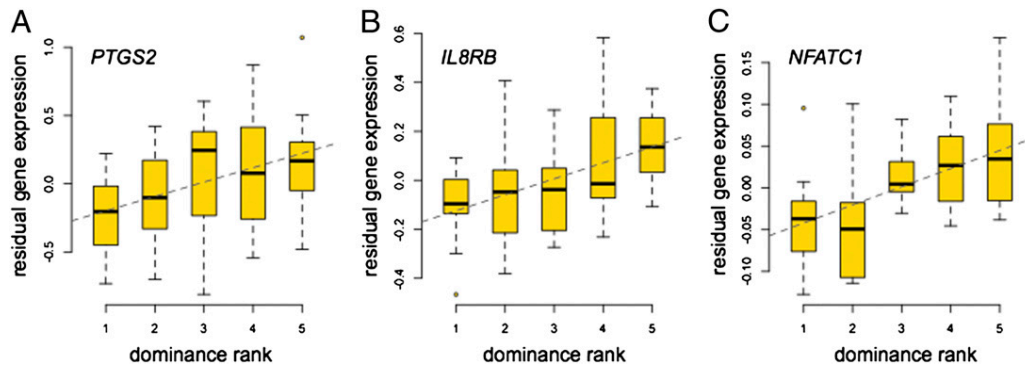 A
PTGS2
residual gene expression
1.0
0.5
0.0
-0.5
1 2 3 4 5
dominance rank
B
IL8RB
residual gene expression
0.6
0.4
0.2
0.0
-0.2
-0.4
1 2 3 4 5
dominance rank
C
NFATC1
residual gene expression
0.15
0.10
0.05
0.00
-0.05
-0.10
1 2 3 4 5
dominance rank